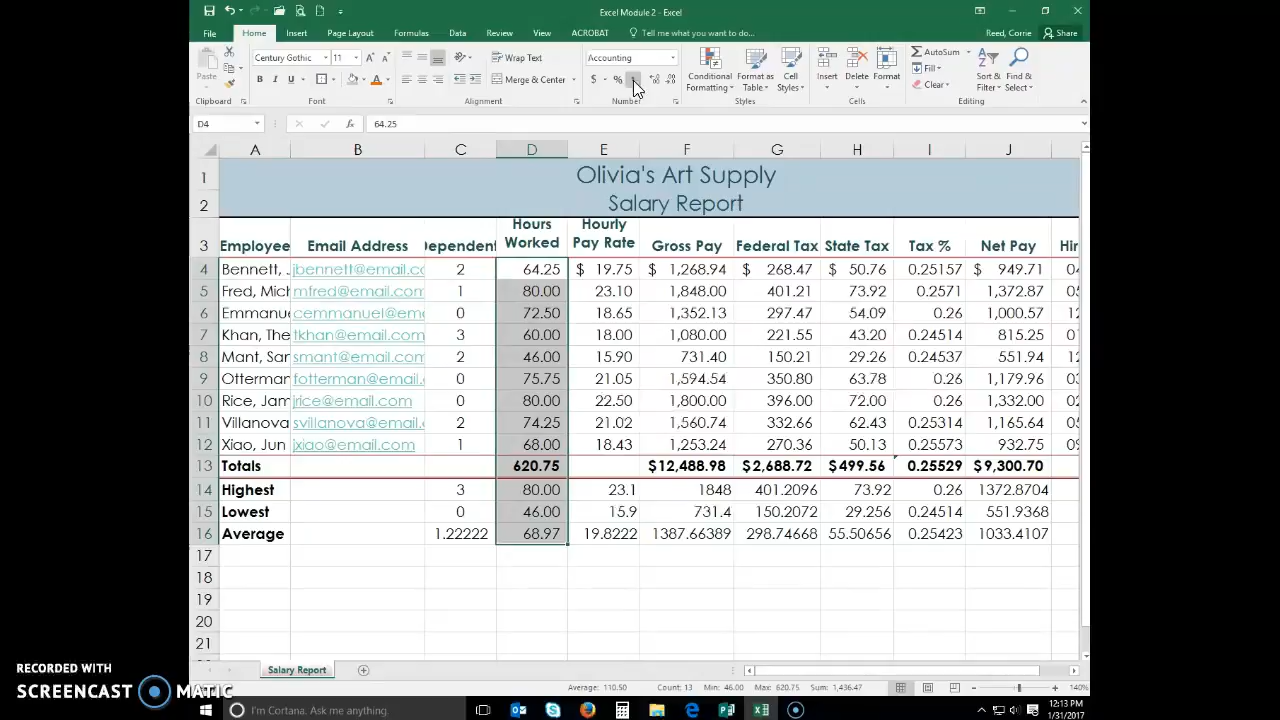 Excel Module 2 - Excel
File Home Insert Page Layout Formulas Data Review View ACROBAT Tell me what you want to do... Reed, Corrie Share
Century Gothic 11 Wrap Text Accounting AutoSum
Paste B I U Merge & Center $ % Conditional Formatting Format as Table Cell Styles Insert Delete Format Fill Clear Sort & Filter Find & Select
Clipboard Font Alignment Number Styles Cells Editing
D4 fx 64.25
A B C D E F G H I J
1 Olivia's Art Supply
2 Salary Report
Hours Hourly
3 Employee Email Address Dependent Worked Pay Rate Gross Pay Federal Tax State Tax Tax % Net Pay Hir
4 Bennett, J jbennett@email.co 2 64.25 $ 19.75 $ 1,268.94 $ 268.47 $ 50.76 0.25157 $ 949.71 04
5 Fred, Mich mfred@email.com 1 80.00 23.10 1,848.00 401.21 73.92 0.2571 1,372.87 05
6 Emmanue cemmanuel@em 0 72.50 18.65 1,352.13 297.47 54.09 0.26 1,000.57 12
7 Khan, The tkhan@email.com 3 60.00 18.00 1,080.00 221.55 43.20 0.24514 815.25 01
8 Mant, San smant@email.com 2 46.00 15.90 731.40 150.21 29.26 0.24537 551.94 12
9 Otterman fotterman@email. 0 75.75 21.05 1,594.54 350.80 63.78 0.26 1,179.96 03
10 Rice, Jam jrice@email.com 0 80.00 22.50 1,800.00 396.00 72.00 0.26 1,332.00 02
11 Villanova svillanova@email. 2 74.25 21.02 1,560.74 332.66 62.43 0.25314 1,165.64 05
12 Xiao, Jun jxiao@email.com 1 68.00 18.43 1,253.24 270.36 50.13 0.25573 932.75 09
13 Totals 620.75 $12,488.98 $2,688.72 $499.56 0.25529 $9,300.70
14 Highest 3 80.00 23.1 1848 401.2096 73.92 0.26 1372.8704
15 Lowest 0 46.00 15.9 731.4 150.2072 29.256 0.24514 551.9368
16 Average 1.22222 68.97 19.8222 1387.66389 298.74668 55.50656 0.25423 1033.4107
17
18
19
20
21
Salary Report
Average: 110.50 Count: 13 Min: 46.00 Max: 620.75 Sum: 1,436.47 140%
RECORDED WITH
SCREENCAST MATIC
I'm Cortana. Ask me anything. 12:13 PM
1/31/2017